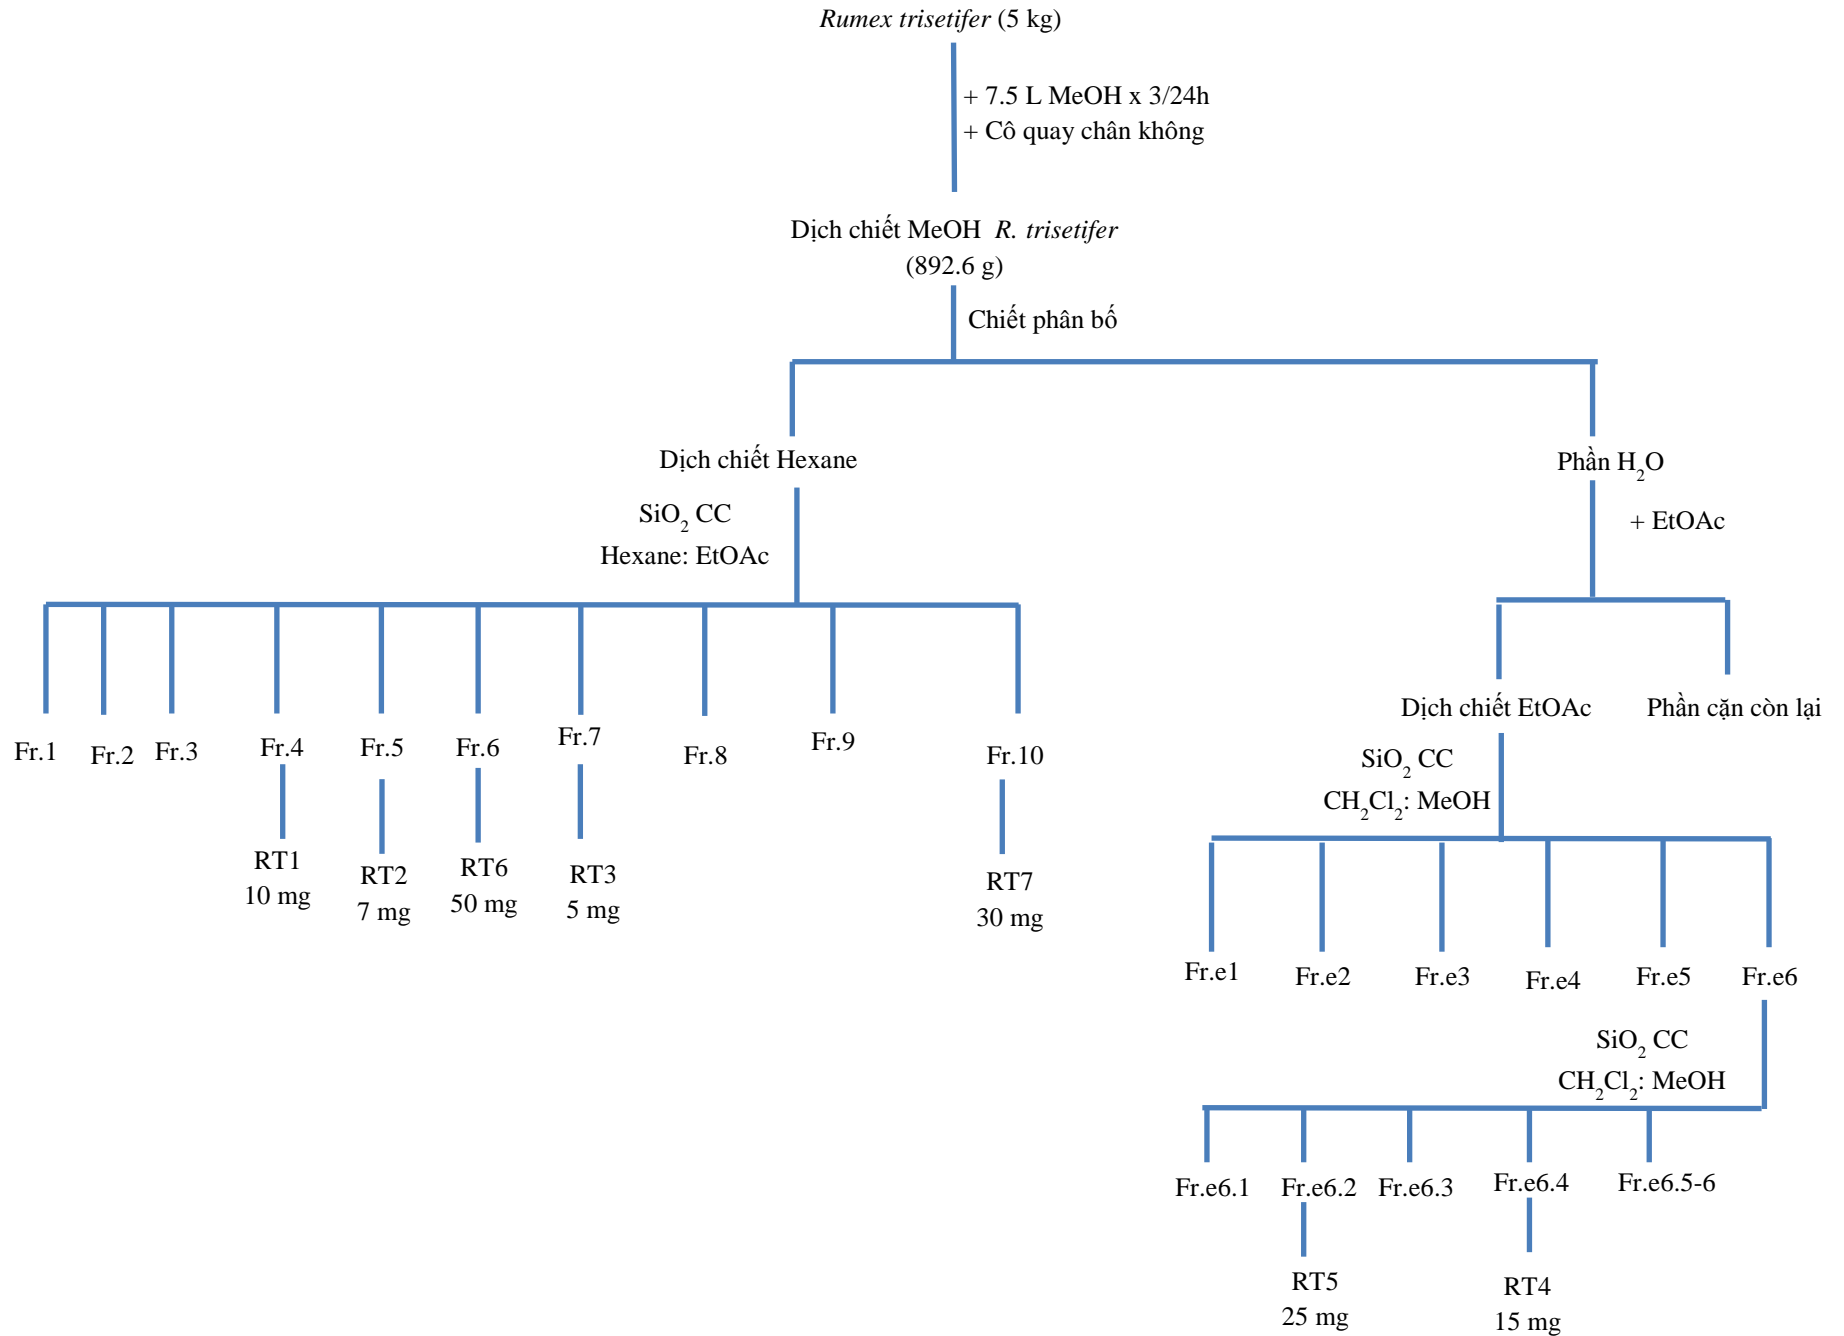 Rumex trisetifer (5 kg)
+ 7.5 L MeOH x 3/24h
+ Cô quay chân không
Dịch chiết MeOH R. trisetifer
(892.6 g)
Chiết phân bố
Dịch chiết Hexane
Phần H₂O
SiO₂ CC
Hexane: EtOAc
+ EtOAc
Dịch chiết EtOAc
Phần cặn còn lại
Fr.1
Fr.2
Fr.3
Fr.4
Fr.5
Fr.6
Fr.7
Fr.8
Fr.9
Fr.10
RT1
10 mg
RT2
7 mg
RT6
50 mg
RT3
5 mg
RT7
30 mg
SiO₂ CC
CH₂Cl₂: MeOH
Fr.e1
Fr.e2
Fr.e3
Fr.e4
Fr.e5
Fr.e6
SiO₂ CC
CH₂Cl₂: MeOH
Fr.e6.1
Fr.e6.2
Fr.e6.3
Fr.e6.4
Fr.e6.5-6
RT5
25 mg
RT4
15 mg